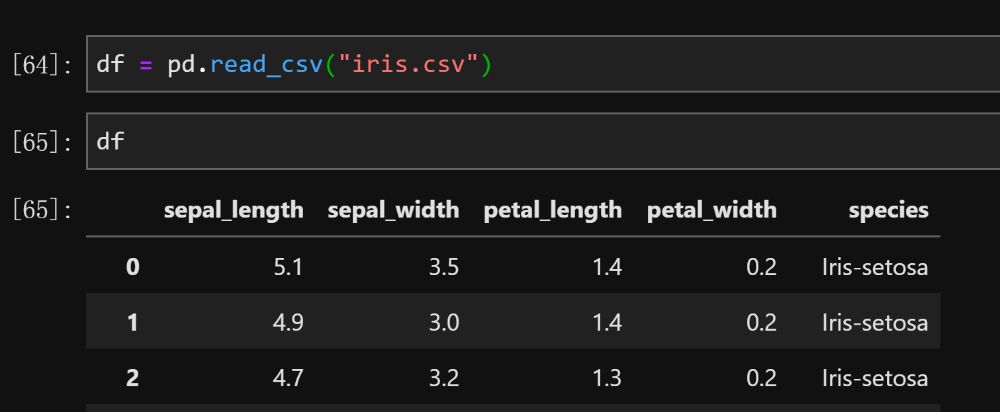 [64]: df = pd.read_csv("iris.csv")
[65]: df
[65]: sepal_length sepal_width petal_length petal_width species
0 5.1 3.5 1.4 0.2 Iris-setosa
1 4.9 3.0 1.4 0.2 Iris-setosa
2 4.7 3.2 1.3 0.2 Iris-setosa